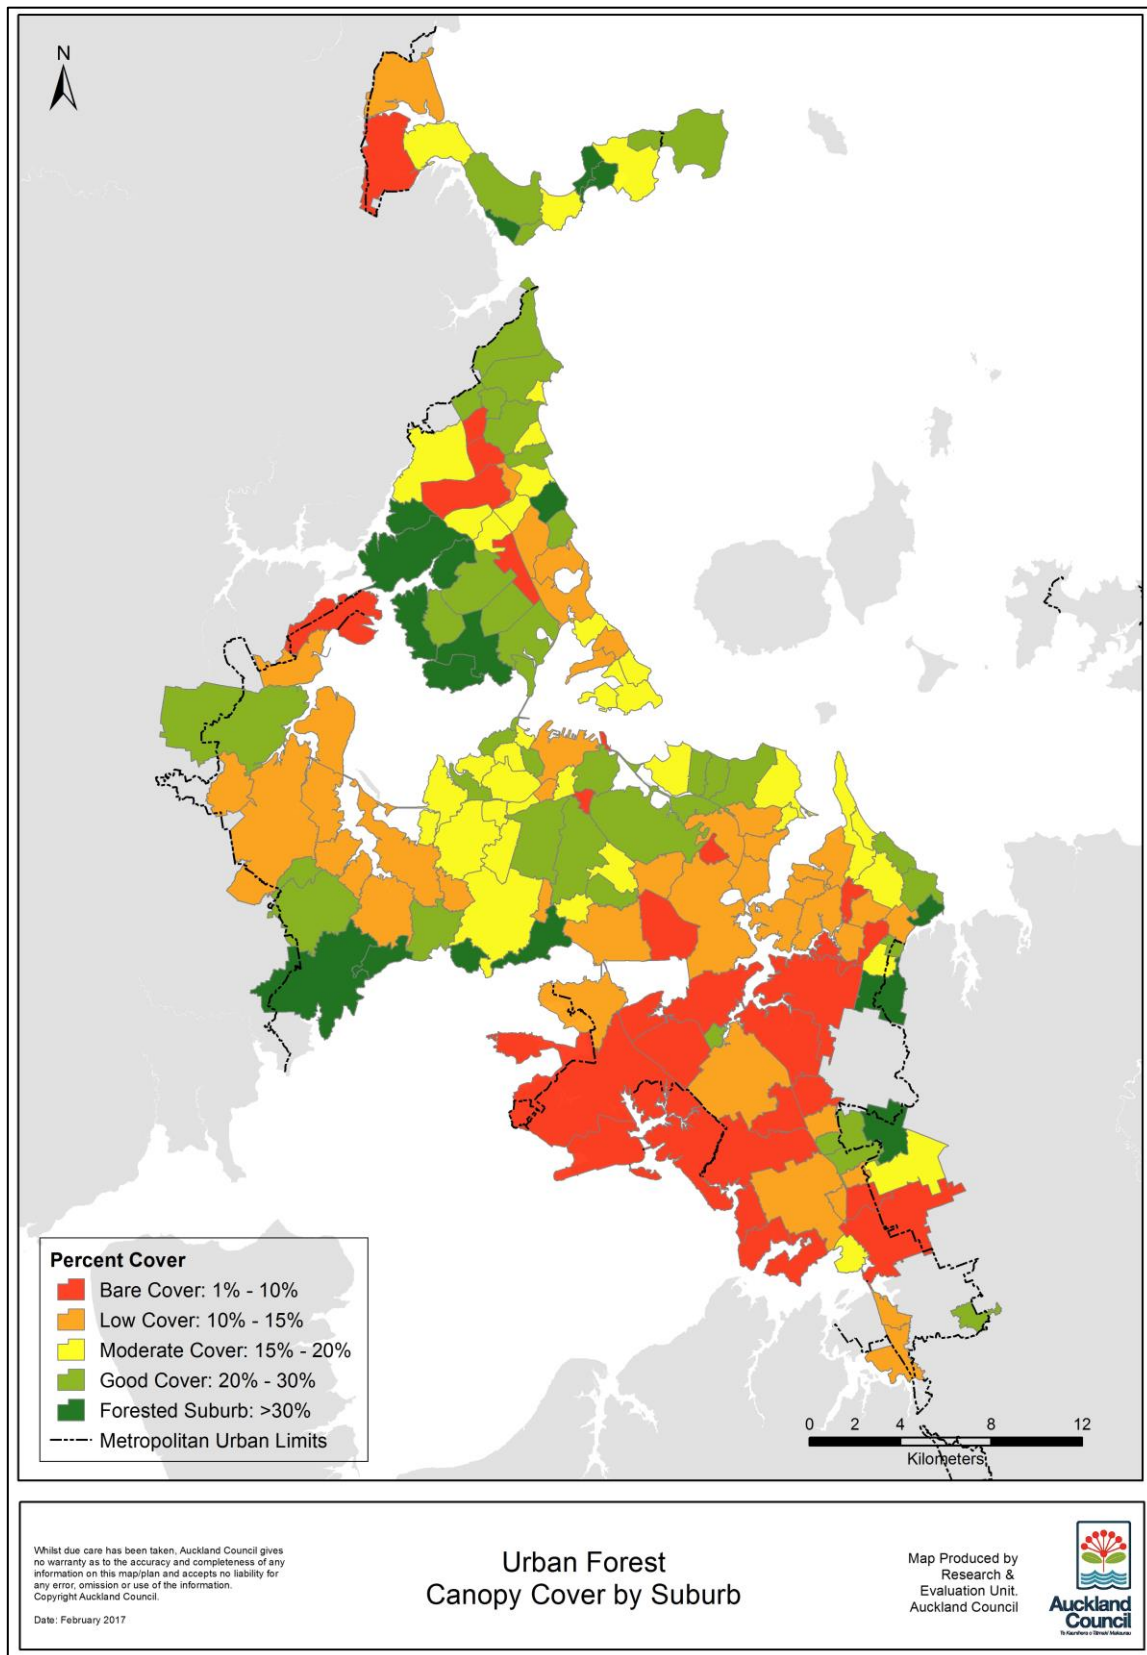 N
Percent Cover
Bare Cover: 1% - 10%
Low Cover: 10% - 15%
Moderate Cover: 15% - 20%
Good Cover: 20% - 30%
Forested Suburb: >30%
Metropolitan Urban Limits
0 2 4 8 12
Kilometers
Whilst due care has been taken, Auckland Council gives
no warranty as to the accuracy and completeness of any
information on this map/plan and accepts no liability for
any error, omission or use of the information.
Copyright Auckland Council.
Date: February 2017
Urban Forest
Canopy Cover by Suburb
Map Produced by
Research &
Evaluation Unit.
Auckland Council
Auckland
Council
Te Kaunihera o Tāmaki Makaurau